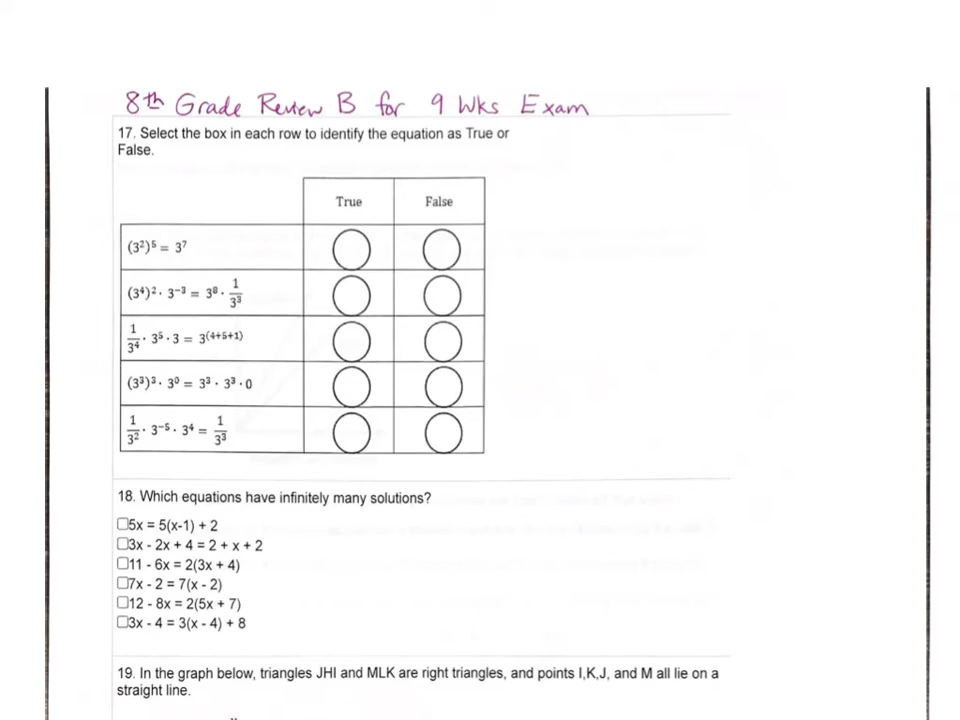 8th Grade Review B for 9 Wks Exam
17. Select the box in each row to identify the equation as True or
False.
True False
(3²)⁵ = 3⁷
(3⁴)² · 3⁻³ = 3⁸ · 1/3³
1/3⁴ · 3⁵ · 3 = 3⁽⁴⁺⁵⁺¹⁾
(3³)³ · 3⁰ = 3³ · 3³ · 0
1/3² · 3⁻⁵ · 3⁴ = 1/3³
18. Which equations have infinitely many solutions?
5x = 5(x-1) + 2
3x - 2x + 4 = 2 + x + 2
11 - 6x = 2(3x + 4)
7x - 2 = 7(x - 2)
12 - 8x = 2(5x + 7)
3x - 4 = 3(x - 4) + 8
19. In the graph below, triangles JHI and MLK are right triangles, and points I,K,J, and M all lie on a
straight line.